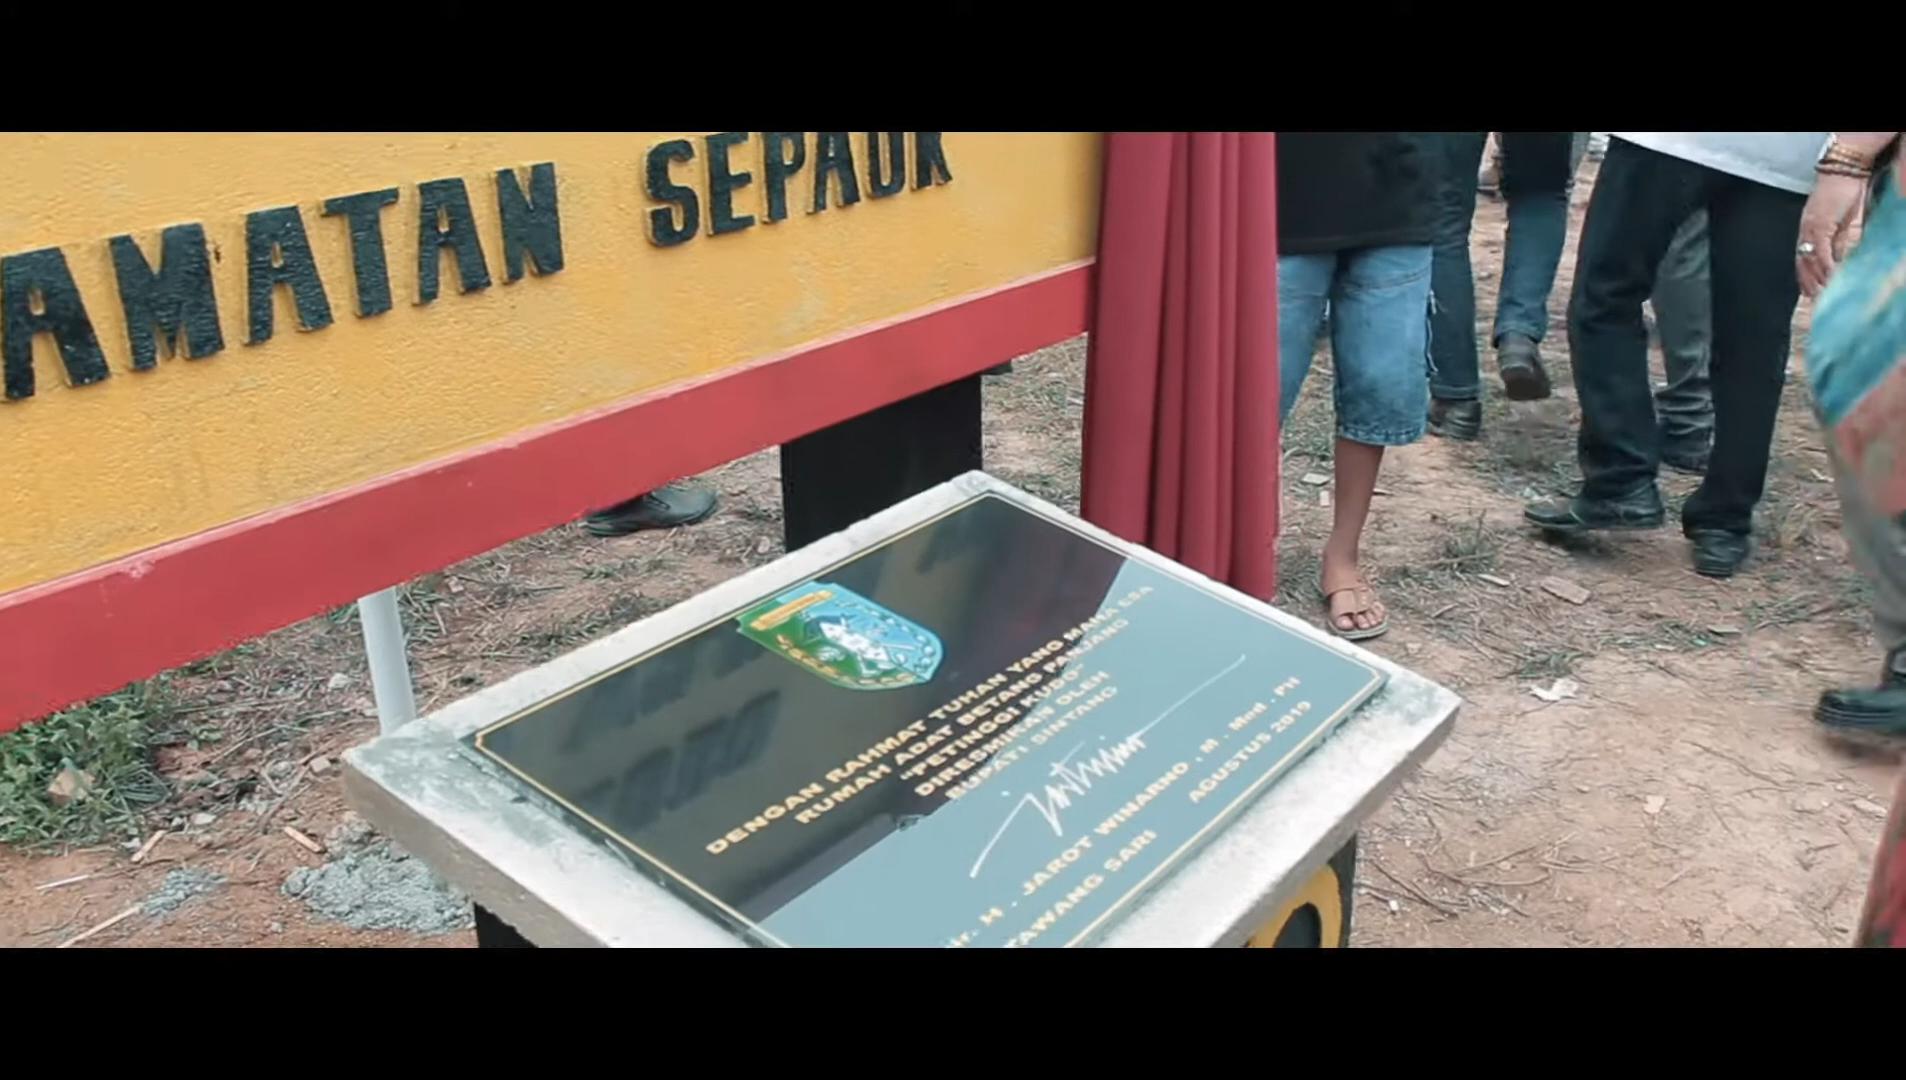 AMATAN SEPAUK
DENGAN RAHMAT TUHAN YANG MAHA ESA
RUMAH ADAT BETANG PANJANG
"PETINGGI KUBO"
DIRESMIKAN OLEH
BUPATI SINTANG
H. JAROT WINARNO, M. Med. PH
TAWANG SARI AGUSTUS 2019